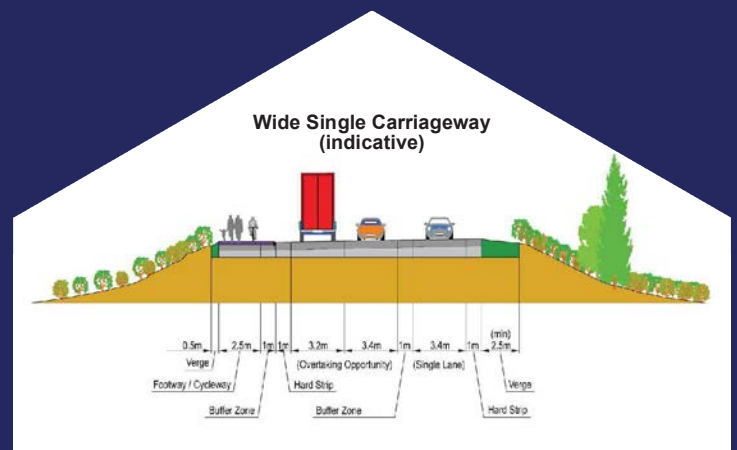 Wide Single Carriageway
(indicative)
(min)
0.5m 2.5m 1m 1m 3.2m 3.4m 1m 3.4m 1m 2.5m
Verge (Overtaking Opportunity) (Single Lane)
Footway / Cycleway Hard Strip Verge
Buffer Zone Buffer Zone Hard Strip